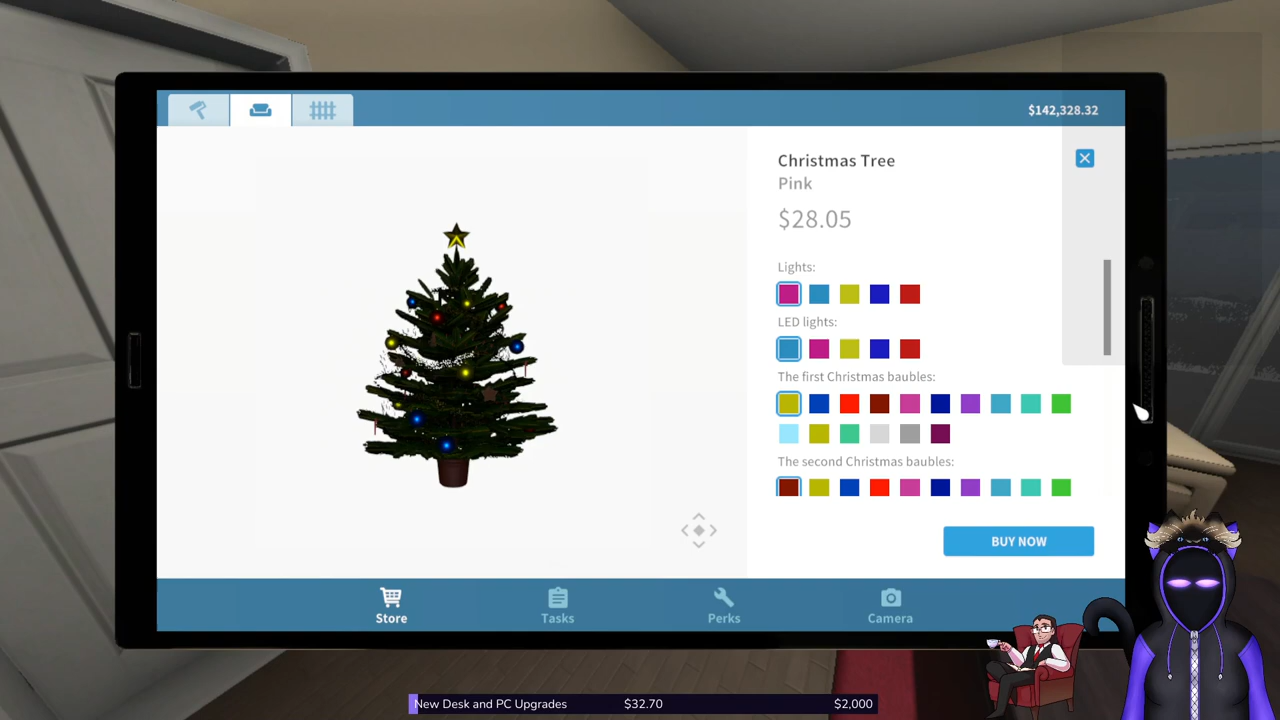 $142,328.32
Christmas Tree
Pink
$28.05
Lights:
LED lights:
The first Christmas baubles:
The second Christmas baubles:
BUY NOW
Store
Tasks
Perks
Camera
New Desk and PC Upgrades $32.70 $2,000